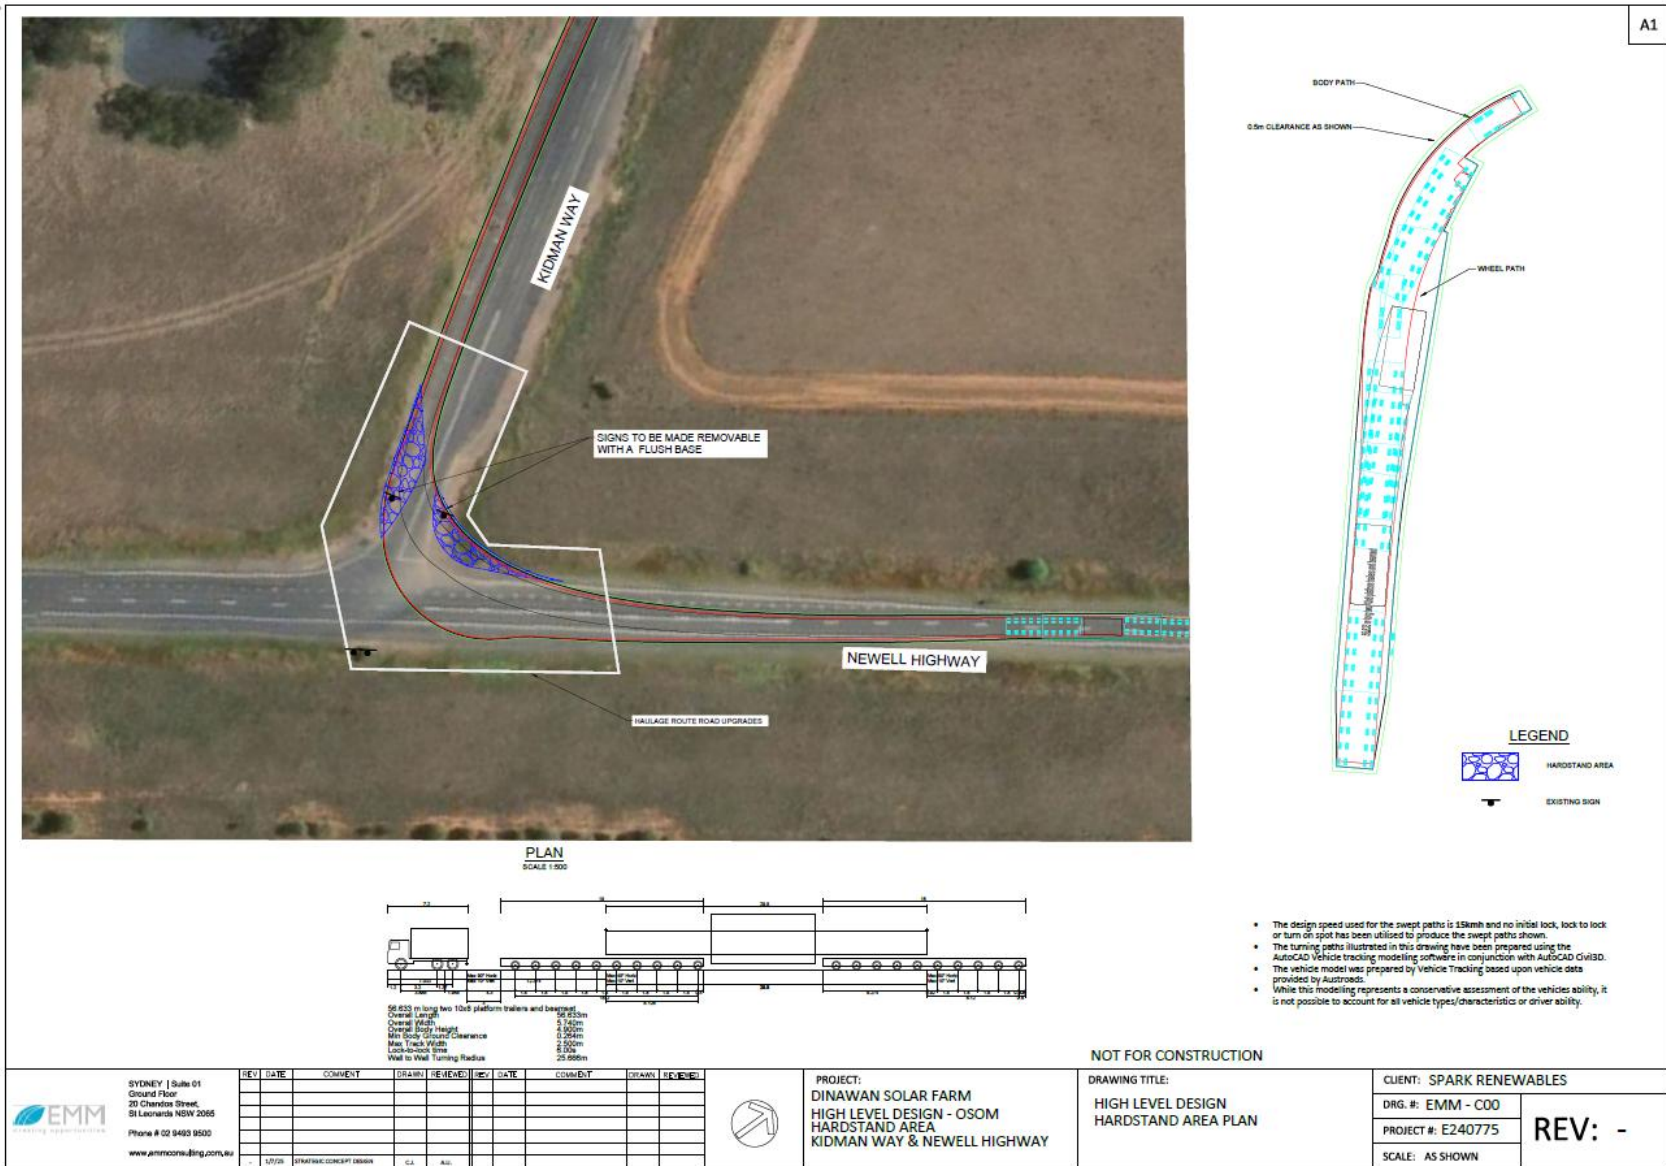 A1
BODY PATH
0.5m CLEARANCE AS SHOWN
WHEEL PATH
KIDMAN WAY
SIGNS TO BE MADE REMOVABLE
WITH A FLUSH BASE
NEWELL HIGHWAY
HAULAGE ROUTE ROAD UPGRADES
LEGEND
HARDSTAND AREA
EXISTING SIGN
PLAN
SCALE 1:500
56.633 m long two 10x8 platform trailers and beamset
Overall Length 56.633m
Overall Width 5.740m
Overall Body Height 4.900m
Min Body Ground Clearance 0.264m
Max Track Width 2.500m
Lock-to-lock time 6.00s
Wall to Wall Turning Radius 25.666m
• The design speed used for the swept paths is 15kmh and no initial lock, lock to lock
or turn on spot has been utilised to produce the swept paths shown.
• The turning paths illustrated in this drawing have been prepared using the
AutoCAD Vehicle tracking modelling software in conjunction with AutoCAD Civil3D.
• The vehicle model was prepared by Vehicle Tracking based upon vehicle data
provided by Austroads.
• While this modelling represents a conservative assessment of the vehicles ability, it
is not possible to account for all vehicle types/characteristics or driver ability.
NOT FOR CONSTRUCTION
EMM
creating opportunities
SYDNEY | Suite 01
Ground Floor
20 Chandos Street,
St Leonards NSW 2065
Phone # 02 9493 9500
www.emmconsulting.com.au
REV DATE COMMENT DRAWN REVIEWED REV DATE COMMENT DRAWN REVIEWED
- 1/7/25 STRATEGIC CONCEPT DESIGN C.J. A.U.
PROJECT:
DINAWAN SOLAR FARM
HIGH LEVEL DESIGN - OSOM
HARDSTAND AREA
KIDMAN WAY & NEWELL HIGHWAY
DRAWING TITLE:
HIGH LEVEL DESIGN
HARDSTAND AREA PLAN
CLIENT: SPARK RENEWABLES
DRG. #: EMM - C00
PROJECT #: E240775
SCALE: AS SHOWN
REV: -